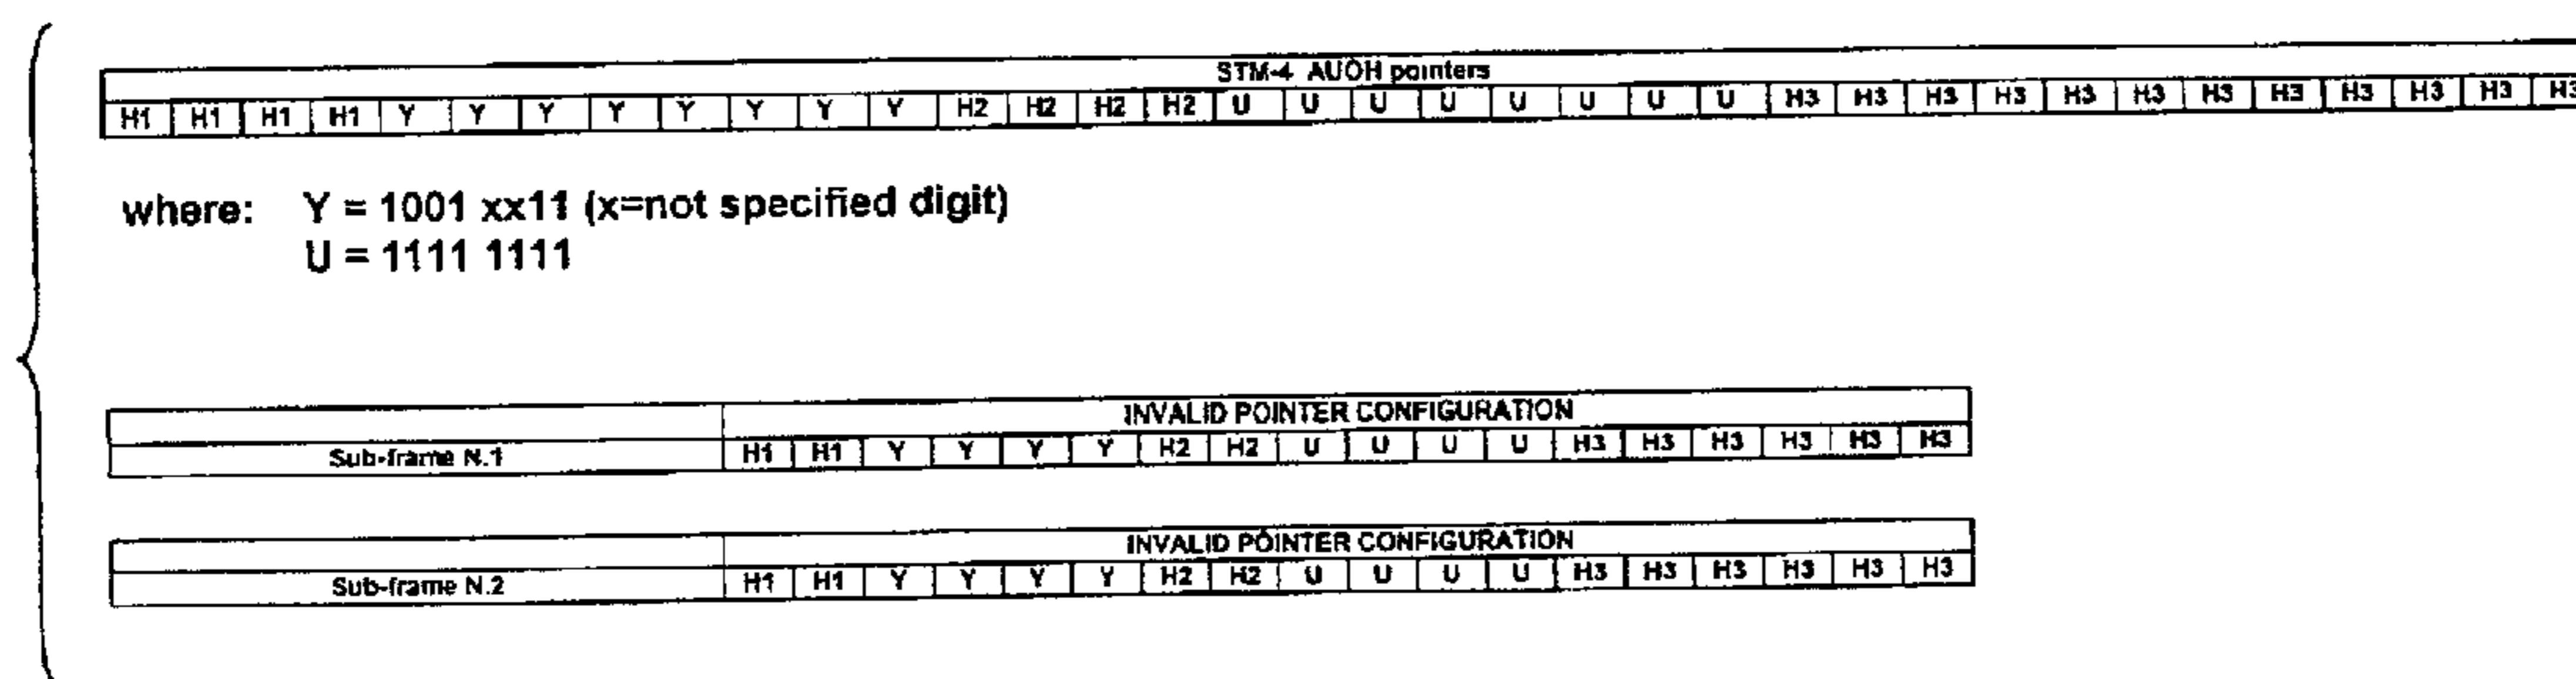 STM-4 AUOH pointers
H1 H1 H1 H1 Y Y Y Y Y Y Y Y H2 H2 H2 H2 U U U U U U U U H3 H3 H3 H3 H3 H3 H3 H3 H3 H3 H3 H3
where: Y = 1001 xx11 (x=not specified digit)
U = 1111 1111
INVALID POINTER CONFIGURATION
Sub-frame N.1 H1 H1 Y Y Y Y H2 H2 U U U U H3 H3 H3 H3 H3 H3
INVALID POINTER CONFIGURATION
Sub-frame N.2 H1 H1 Y Y Y Y H2 H2 U U U U H3 H3 H3 H3 H3 H3